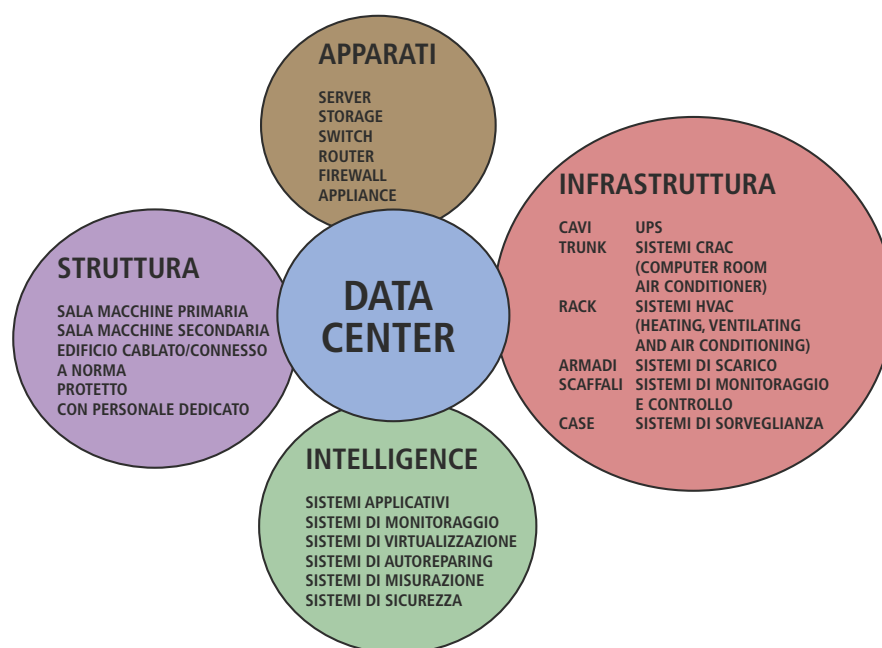 APPARATI
SERVER
STORAGE
SWITCH
ROUTER
FIREWALL
APPLIANCE
INFRASTRUTTURA
CAVI UPS
TRUNK SISTEMI CRAC
(COMPUTER ROOM
AIR CONDITIONER)
RACK SISTEMI HVAC
(HEATING, VENTILATING
AND AIR CONDITIONING)
ARMADI SISTEMI DI SCARICO
SCAFFALI SISTEMI DI MONITORAGGIO
E CONTROLLO
CASE SISTEMI DI SORVEGLIANZA
STRUTTURA
SALA MACCHINE PRIMARIA
SALA MACCHINE SECONDARIA
EDIFICIO CABLATO/CONNESSO
A NORMA
PROTETTO
CON PERSONALE DEDICATO
DATA
CENTER
INTELLIGENCE
SISTEMI APPLICATIVI
SISTEMI DI MONITORAGGIO
SISTEMI DI VIRTUALIZZAZIONE
SISTEMI DI AUTOREPARING
SISTEMI DI MISURAZIONE
SISTEMI DI SICUREZZA